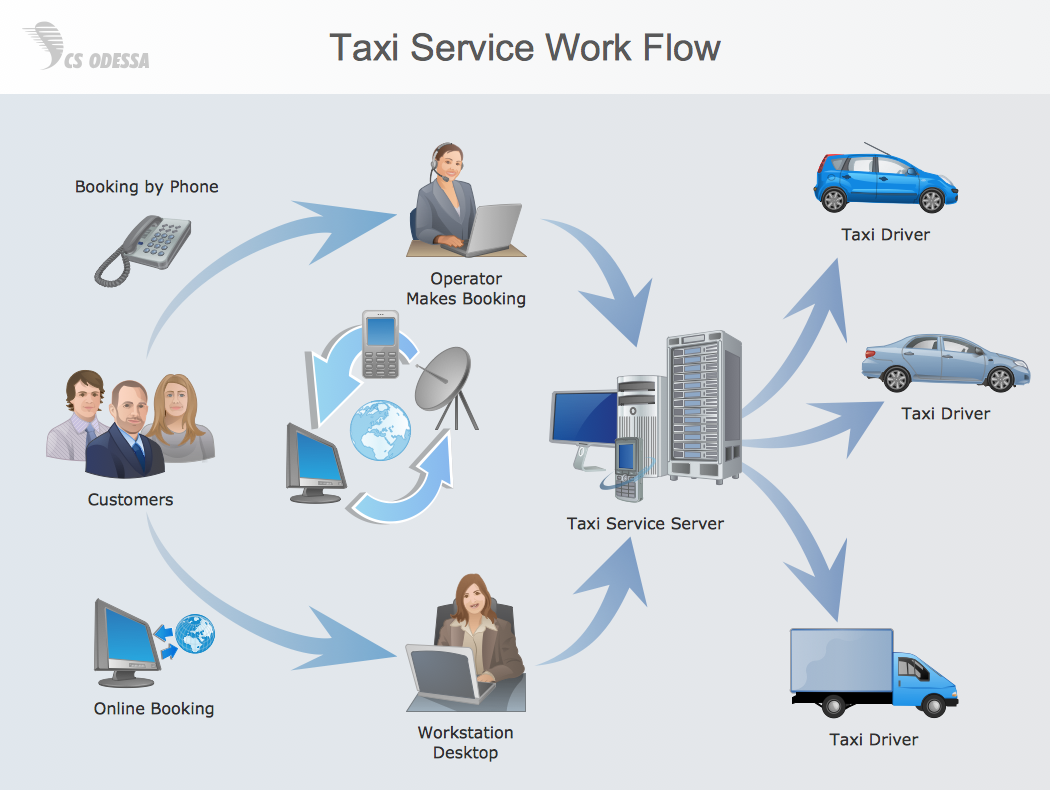 CS ODESSA
Taxi Service Work Flow
Booking by Phone
Operator
Makes Booking
Taxi Driver
Taxi Driver
Customers
Taxi Service Server
Online Booking
Workstation
Desktop
Taxi Driver